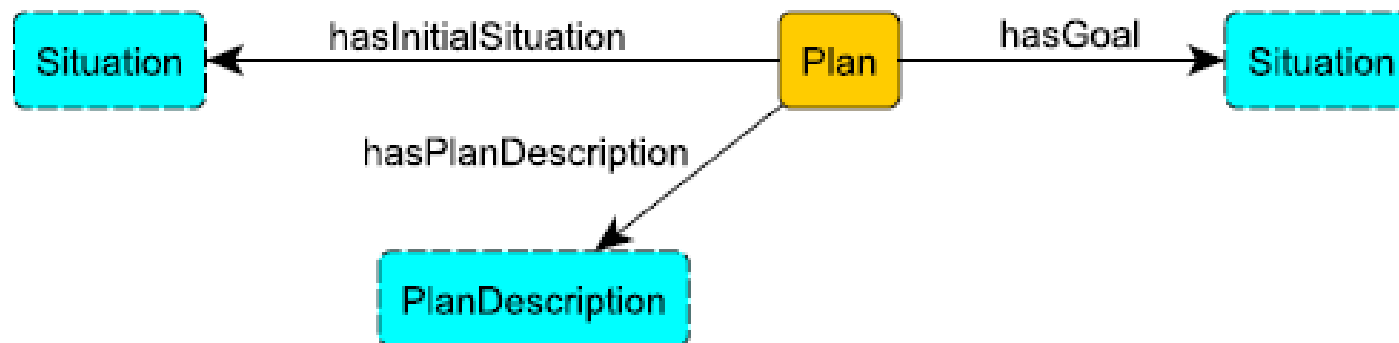 Situation
hasInitialSituation
Plan
hasGoal
Situation
hasPlanDescription
PlanDescription